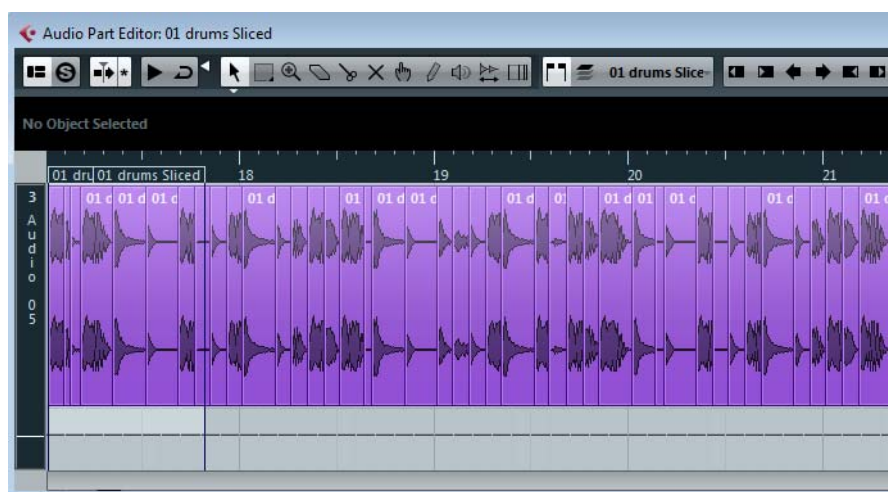 Audio Part Editor: 01 drums Sliced
01 drums Slice
No Object Selected
01 dru 01 drums Sliced 18 19 20 21
3 01 d 01 d 01 d 01 d 01 01 d 01 d 01 d 01 01 d 01 01 d 01 d 01 d
Audio 05